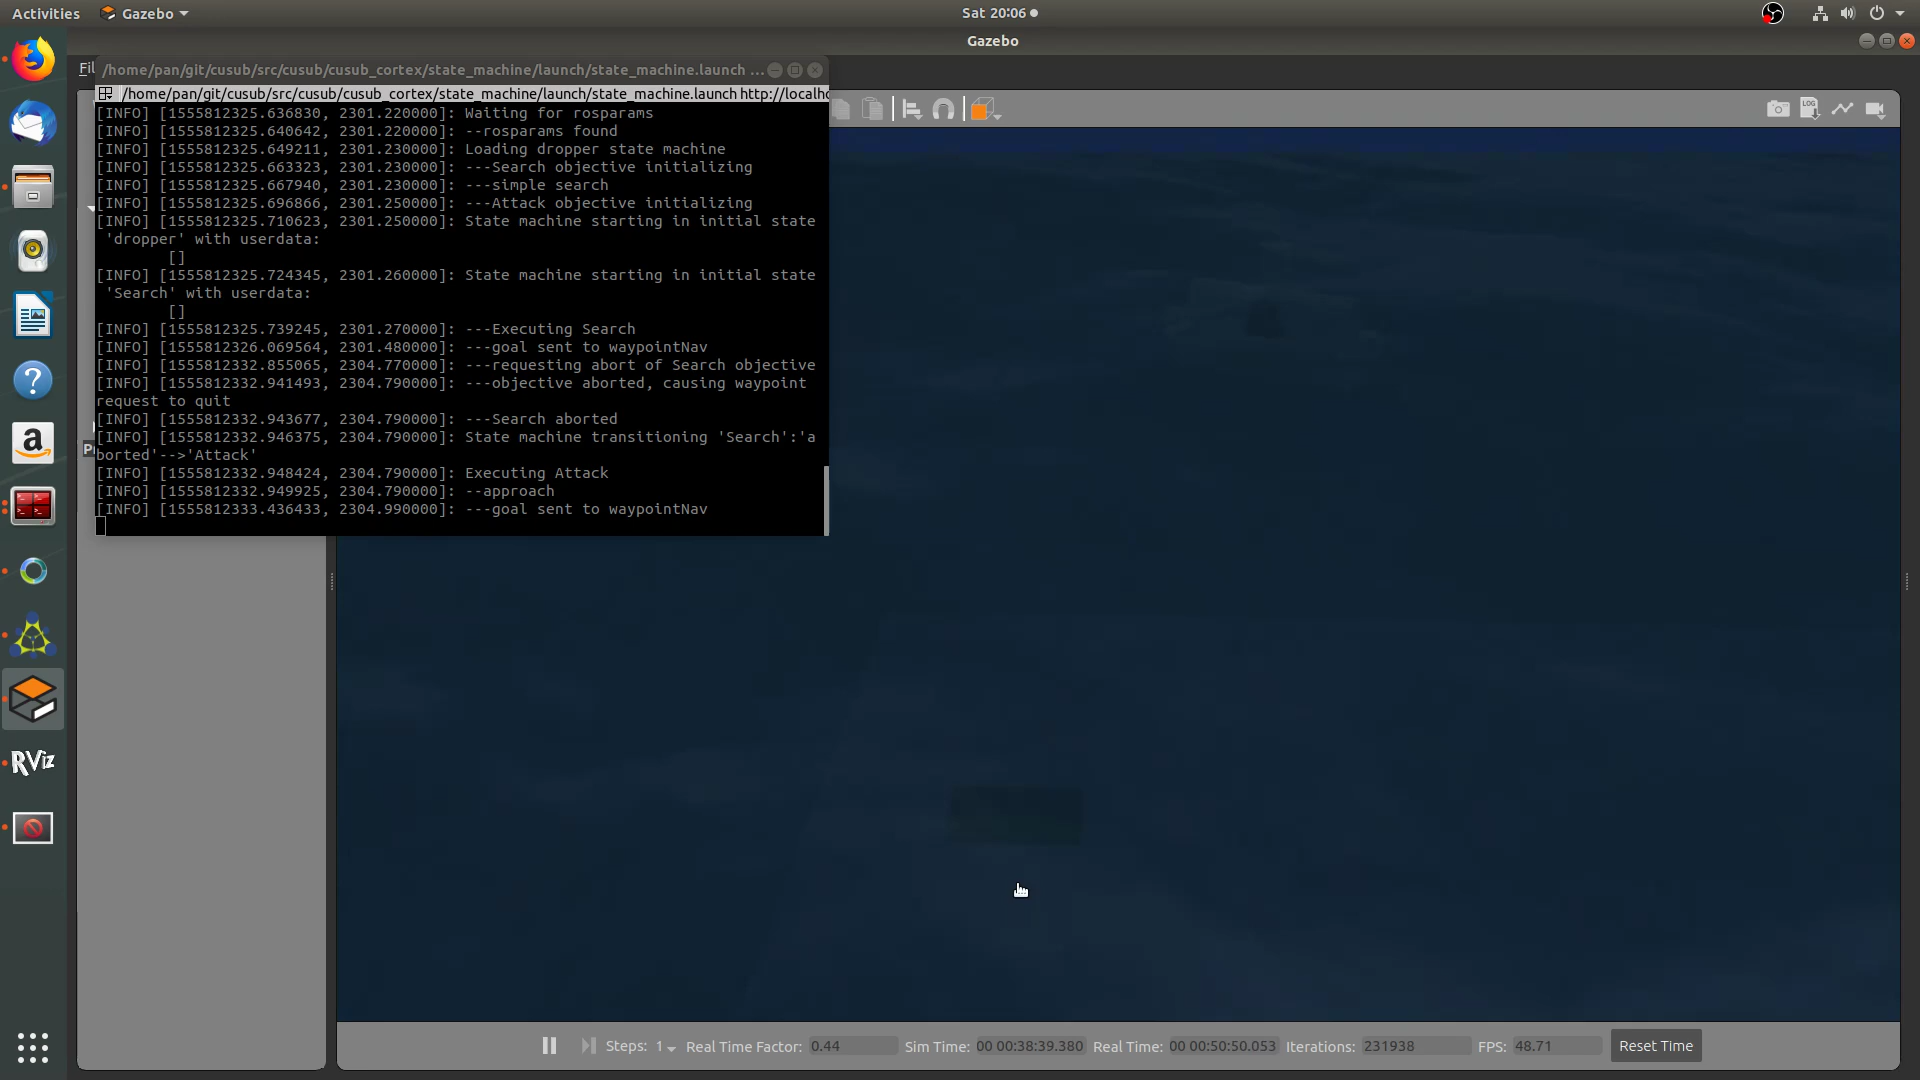 Activities
Gazebo
Sat 20:06
Gazebo
Fil
/home/pan/git/cusub/src/cusub/cusub_cortex/state_machine/launch/state_machine.launch ...
/home/pan/git/cusub/src/cusub/cusub_cortex/state_machine/launch/state_machine.launch http://localho
[INFO] [1555812325.636830, 2301.220000]: Waiting for rosparams
[INFO] [1555812325.640642, 2301.220000]: --rosparams found
[INFO] [1555812325.649211, 2301.230000]: Loading dropper state machine
[INFO] [1555812325.663323, 2301.230000]: ---Search objective initializing
[INFO] [1555812325.667940, 2301.230000]: ---simple search
[INFO] [1555812325.696866, 2301.250000]: ---Attack objective initializing
[INFO] [1555812325.710623, 2301.250000]: State machine starting in initial state
'dropper' with userdata:
[]
[INFO] [1555812325.724345, 2301.260000]: State machine starting in initial state
'Search' with userdata:
[]
[INFO] [1555812325.739245, 2301.270000]: ---Executing Search
[INFO] [1555812326.069564, 2301.480000]: ---goal sent to waypointNav
[INFO] [1555812332.855065, 2304.770000]: ---requesting abort of Search objective
[INFO] [1555812332.941493, 2304.790000]: ---objective aborted, causing waypoint
request to quit
[INFO] [1555812332.943677, 2304.790000]: ---Search aborted
[INFO] [1555812332.946375, 2304.790000]: State machine transitioning 'Search':'a
borted'-->'Attack'
[INFO] [1555812332.948424, 2304.790000]: Executing Attack
[INFO] [1555812332.949925, 2304.790000]: --approach
[INFO] [1555812333.436433, 2304.990000]: ---goal sent to waypointNav
LOG
RViz
Steps: 1
Real Time Factor: 0.44
Sim Time: 00 00:38:39.380
Real Time: 00 00:50:50.053
Iterations: 231938
FPS: 48.71
Reset Time